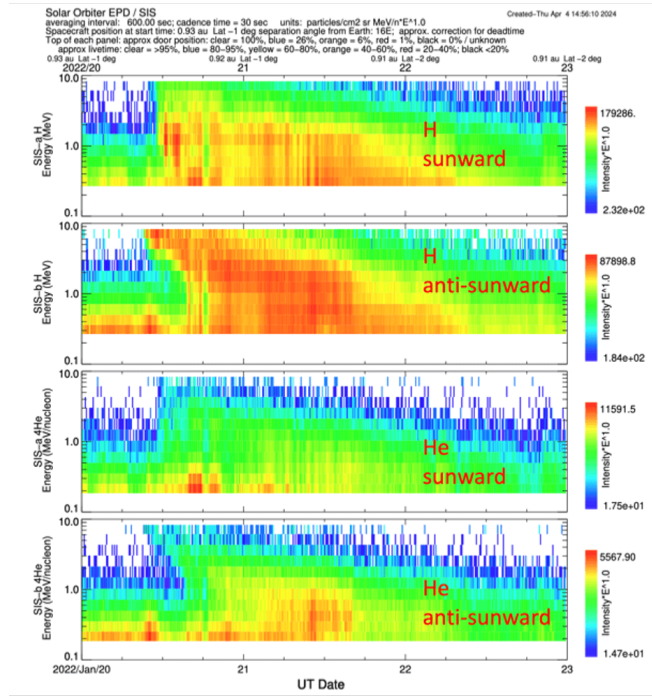 Solar Orbiter EPD / SIS
Created-Thu Apr 4 14:56:10 2024
averaging interval: 600.00 sec; cadence time = 30 sec units: particles/cm2 sr MeV/n*E^1.0
Spacecraft position at start time: 0.93 au Lat -1 deg separation angle from Earth: 16E; approx. correction for deadtime
Top of each panel: approx door position: clear = 100%, blue = 26%, orange = 6%, red = 1%, black = 0% / unknown
approx livetime: clear = >95%, blue = 80-95%, yellow = 60-80%, orange = 40-60%, red = 20-40%; black <20%
0.93 au Lat -1 deg 0.92 au Lat -1 deg 0.91 au Lat -2 deg 0.91 au Lat -2 deg
2022/20 21 22 23
10.0
1.0
0.1
SIS-a H
Energy (MeV)
H
sunward
179286.
Intensity*E^1.0
2.32e+02
10.0
1.0
0.1
SIS-b H
Energy (MeV)
H
anti-sunward
87898.8
Intensity*E^1.0
1.84e+02
10.0
1.0
0.1
SIS-a 4He
Energy (MeV/nucleon)
He
sunward
11591.5
Intensity*E^1.0
1.75e+01
10.0
1.0
0.1
SIS-b 4He
Energy (MeV/nucleon)
He
anti-sunward
5567.90
Intensity*E^1.0
1.47e+01
2022/Jan/20 21 22 23
UT Date